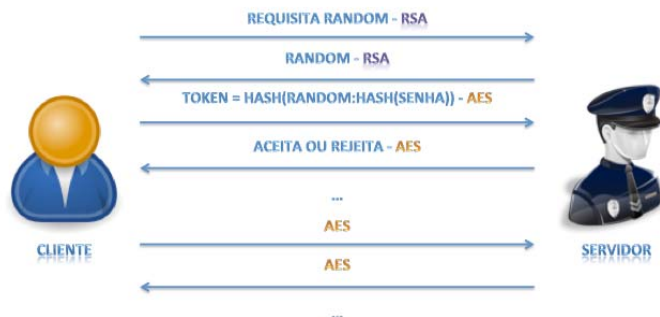 REQUISITA RANDOM - RSA
RANDOM - RSA
TOKEN = HASH(RANDOM:HASH(SENHA)) - AES
ACEITA OU REJEITA - AES
...
AES
CLIENTE
SERVIDOR
AES
...